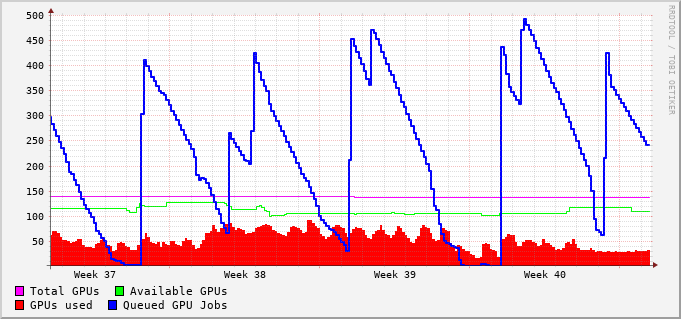 500
450
400
350
300
250
200
150
100
50
Week 37 Week 38 Week 39 Week 40
Total GPUs Available GPUs
GPUs used Queued GPU Jobs
RRDTOOL / TOBI OETIKER